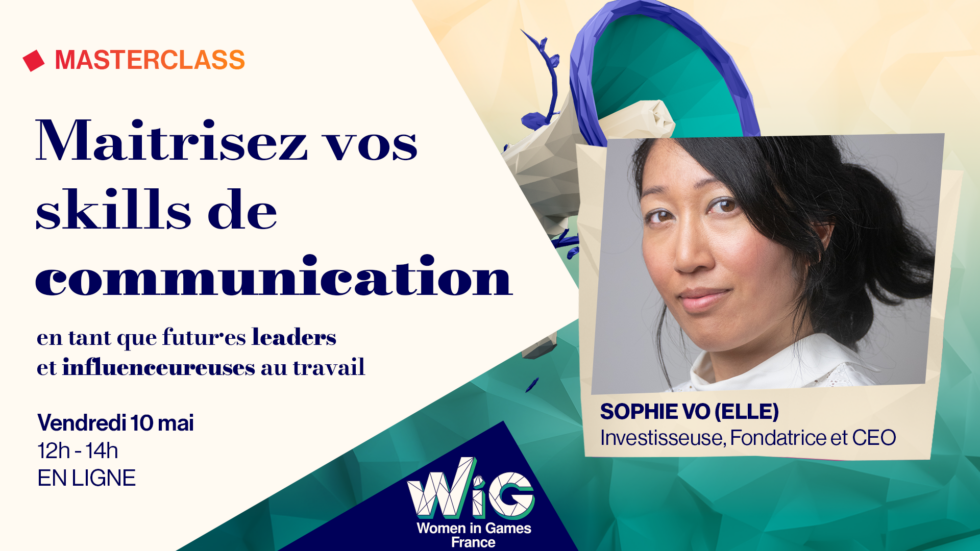 MASTERCLASS
Maitrisez vos
skills de
communication
en tant que futur·es leaders
et influenceureuses au travail
Vendredi 10 mai
12h - 14h
EN LIGNE
SOPHIE VO (ELLE)
Investisseuse, Fondatrice et CEO
WiG
Women in Games
France